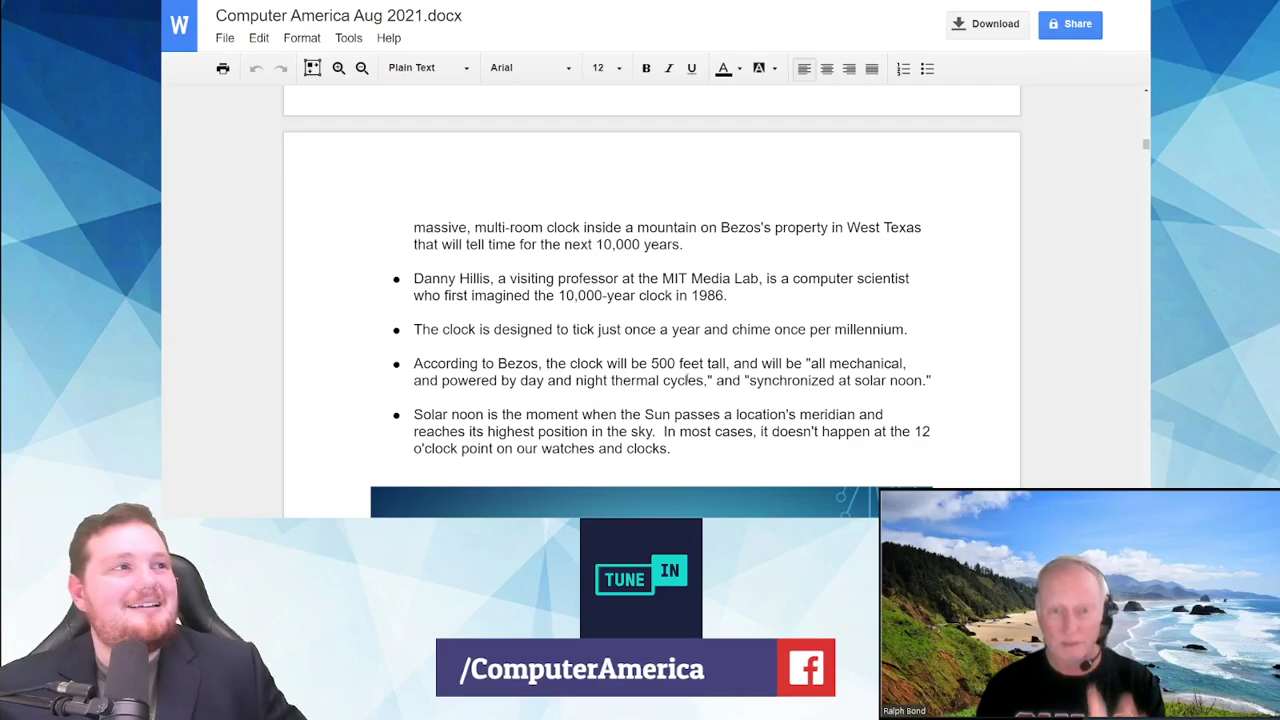 Computer America Aug 2021.docx
Download
Share
W
File Edit Format Tools Help
Plain Text Arial 12 B I U A A
massive, multi-room clock inside a mountain on Bezos's property in West Texas
that will tell time for the next 10,000 years.
● Danny Hillis, a visiting professor at the MIT Media Lab, is a computer scientist
who first imagined the 10,000-year clock in 1986.
● The clock is designed to tick just once a year and chime once per millennium.
● According to Bezos, the clock will be 500 feet tall, and will be "all mechanical,
and powered by day and night thermal cycles," and "synchronized at solar noon."
● Solar noon is the moment when the Sun passes a location's meridian and
reaches its highest position in the sky. In most cases, it doesn't happen at the 12
o'clock point on our watches and clocks.
TUNE IN
/ComputerAmerica f
Ralph Bond